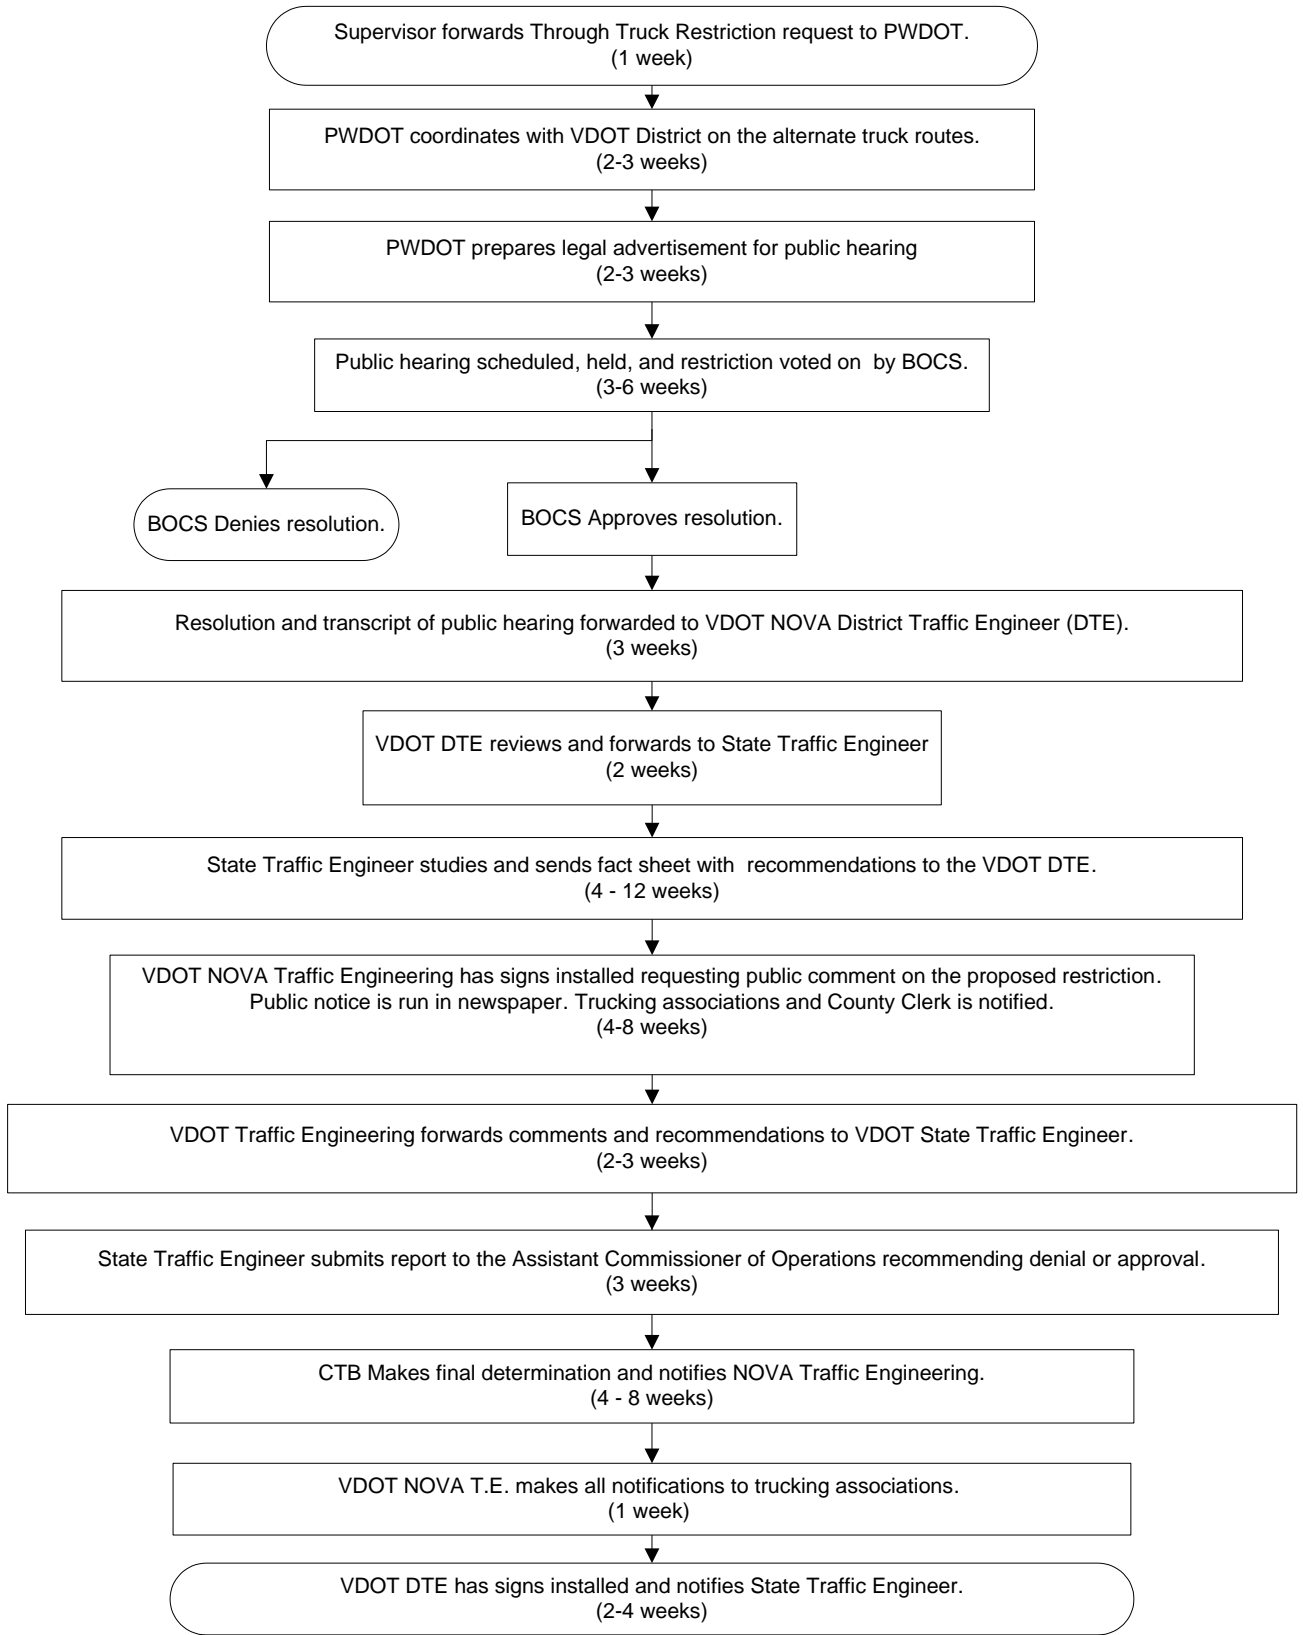 Supervisor forwards Through Truck Restriction request to PWDOT.
(1 week)
PWDOT coordinates with VDOT District on the alternate truck routes.
(2-3 weeks)
PWDOT prepares legal advertisement for public hearing
(2-3 weeks)
Public hearing scheduled, held, and restriction voted on  by BOCS.
(3-6 weeks)
BOCS Denies resolution.
BOCS Approves resolution.
Resolution and transcript of public hearing forwarded to VDOT NOVA District Traffic Engineer (DTE).
(3 weeks)
VDOT DTE reviews and forwards to State Traffic Engineer
(2 weeks)
State Traffic Engineer studies and sends fact sheet with  recommendations to the VDOT DTE.
(4 - 12 weeks)
VDOT NOVA Traffic Engineering has signs installed requesting public comment on the proposed restriction.
Public notice is run in newspaper. Trucking associations and County Clerk is notified.
(4-8 weeks)
VDOT Traffic Engineering forwards comments and recommendations to VDOT State Traffic Engineer.
(2-3 weeks)
State Traffic Engineer submits report to the Assistant Commissioner of Operations recommending denial or approval.
(3 weeks)
CTB Makes final determination and notifies NOVA Traffic Engineering.
(4 - 8 weeks)
VDOT NOVA T.E. makes all notifications to trucking associations.
(1 week)
VDOT DTE has signs installed and notifies State Traffic Engineer.
(2-4 weeks)